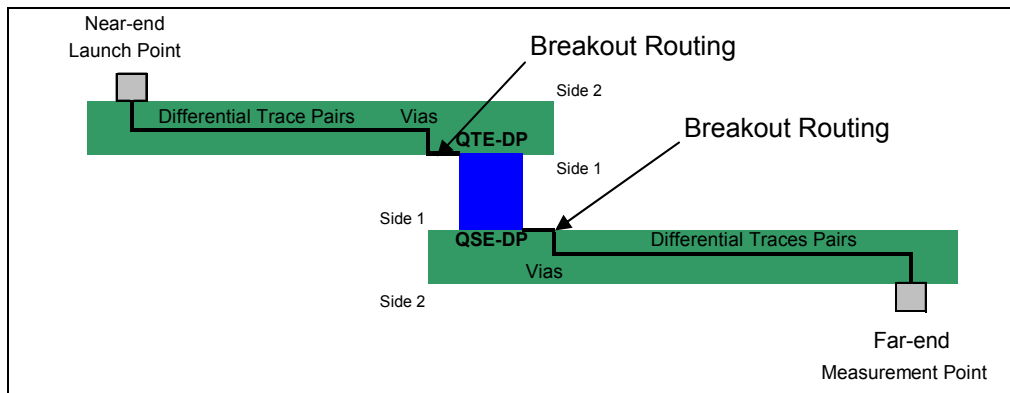 Near-end
Launch Point
Breakout Routing
Side 2
Differential Trace Pairs
Vias
Breakout Routing
QTE-DP
Side 1
Side 1
QSE-DP
Differential Traces Pairs
Vias
Side 2
Far-end
Measurement Point